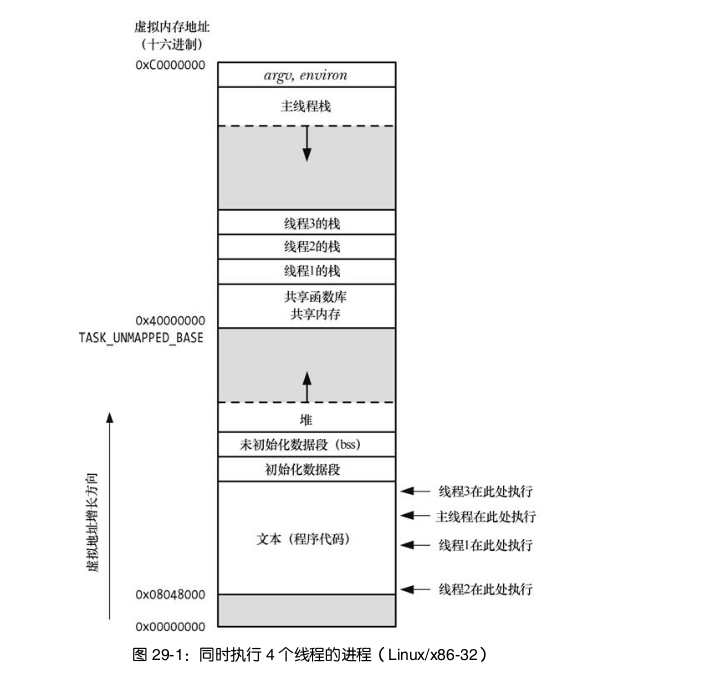 虚拟内存地址
（十六进制）
0xC0000000
argv, environ
主线程栈
线程3的栈
线程2的栈
线程1的栈
共享函数库
共享内存
0x40000000
TASK_UNMAPPED_BASE
堆
未初始化数据段（bss）
初始化数据段
文本（程序代码）
线程3在此处执行
主线程在此处执行
线程1在此处执行
线程2在此处执行
虚拟地址增长方向
0x08048000
0x00000000
图 29-1：同时执行 4 个线程的进程（Linux/x86-32）